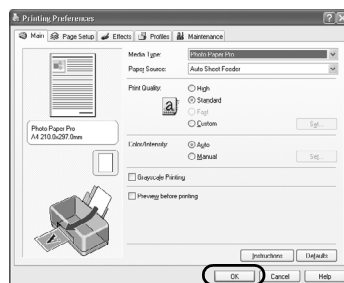 Printing Preferences
Main Page Setup Effects Profiles Maintenance
Media Type: Photo Paper Pro
Paper Source: Auto Sheet Feeder
Print Quality: High
Standard
Fast
Custom Set...
Photo Paper Pro
A4 210.0x297.0mm
Color/Intensity: Auto
Manual Set...
Grayscale Printing
Preview before printing
Instructions Defaults
OK Cancel Help